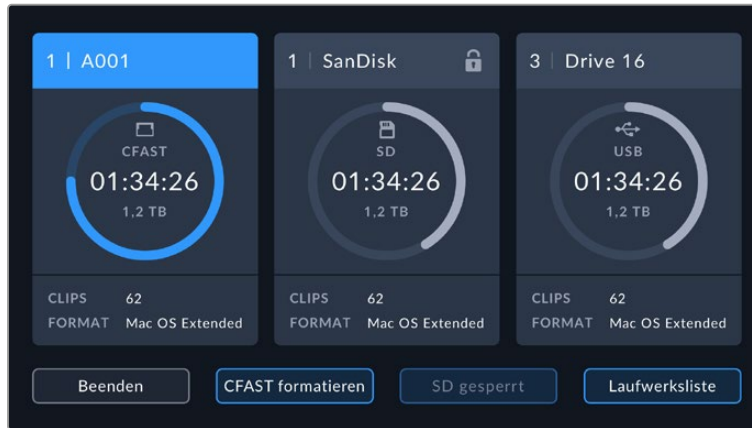 1 | A001
CFAST
01:34:26
1,2 TB
CLIPS 62
FORMAT Mac OS Extended
1 | SanDisk
SD
01:34:26
1,2 TB
CLIPS 62
FORMAT Mac OS Extended
3 | Drive 16
USB
01:34:26
1,2 TB
CLIPS 62
FORMAT Mac OS Extended
Beenden
CFAST formatieren
SD gesperrt
Laufwerksliste